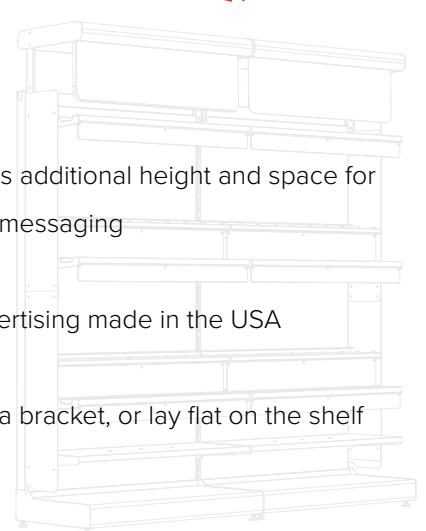 s additional height and space for
messaging
ertising made in the USA
a bracket, or lay flat on the shelf